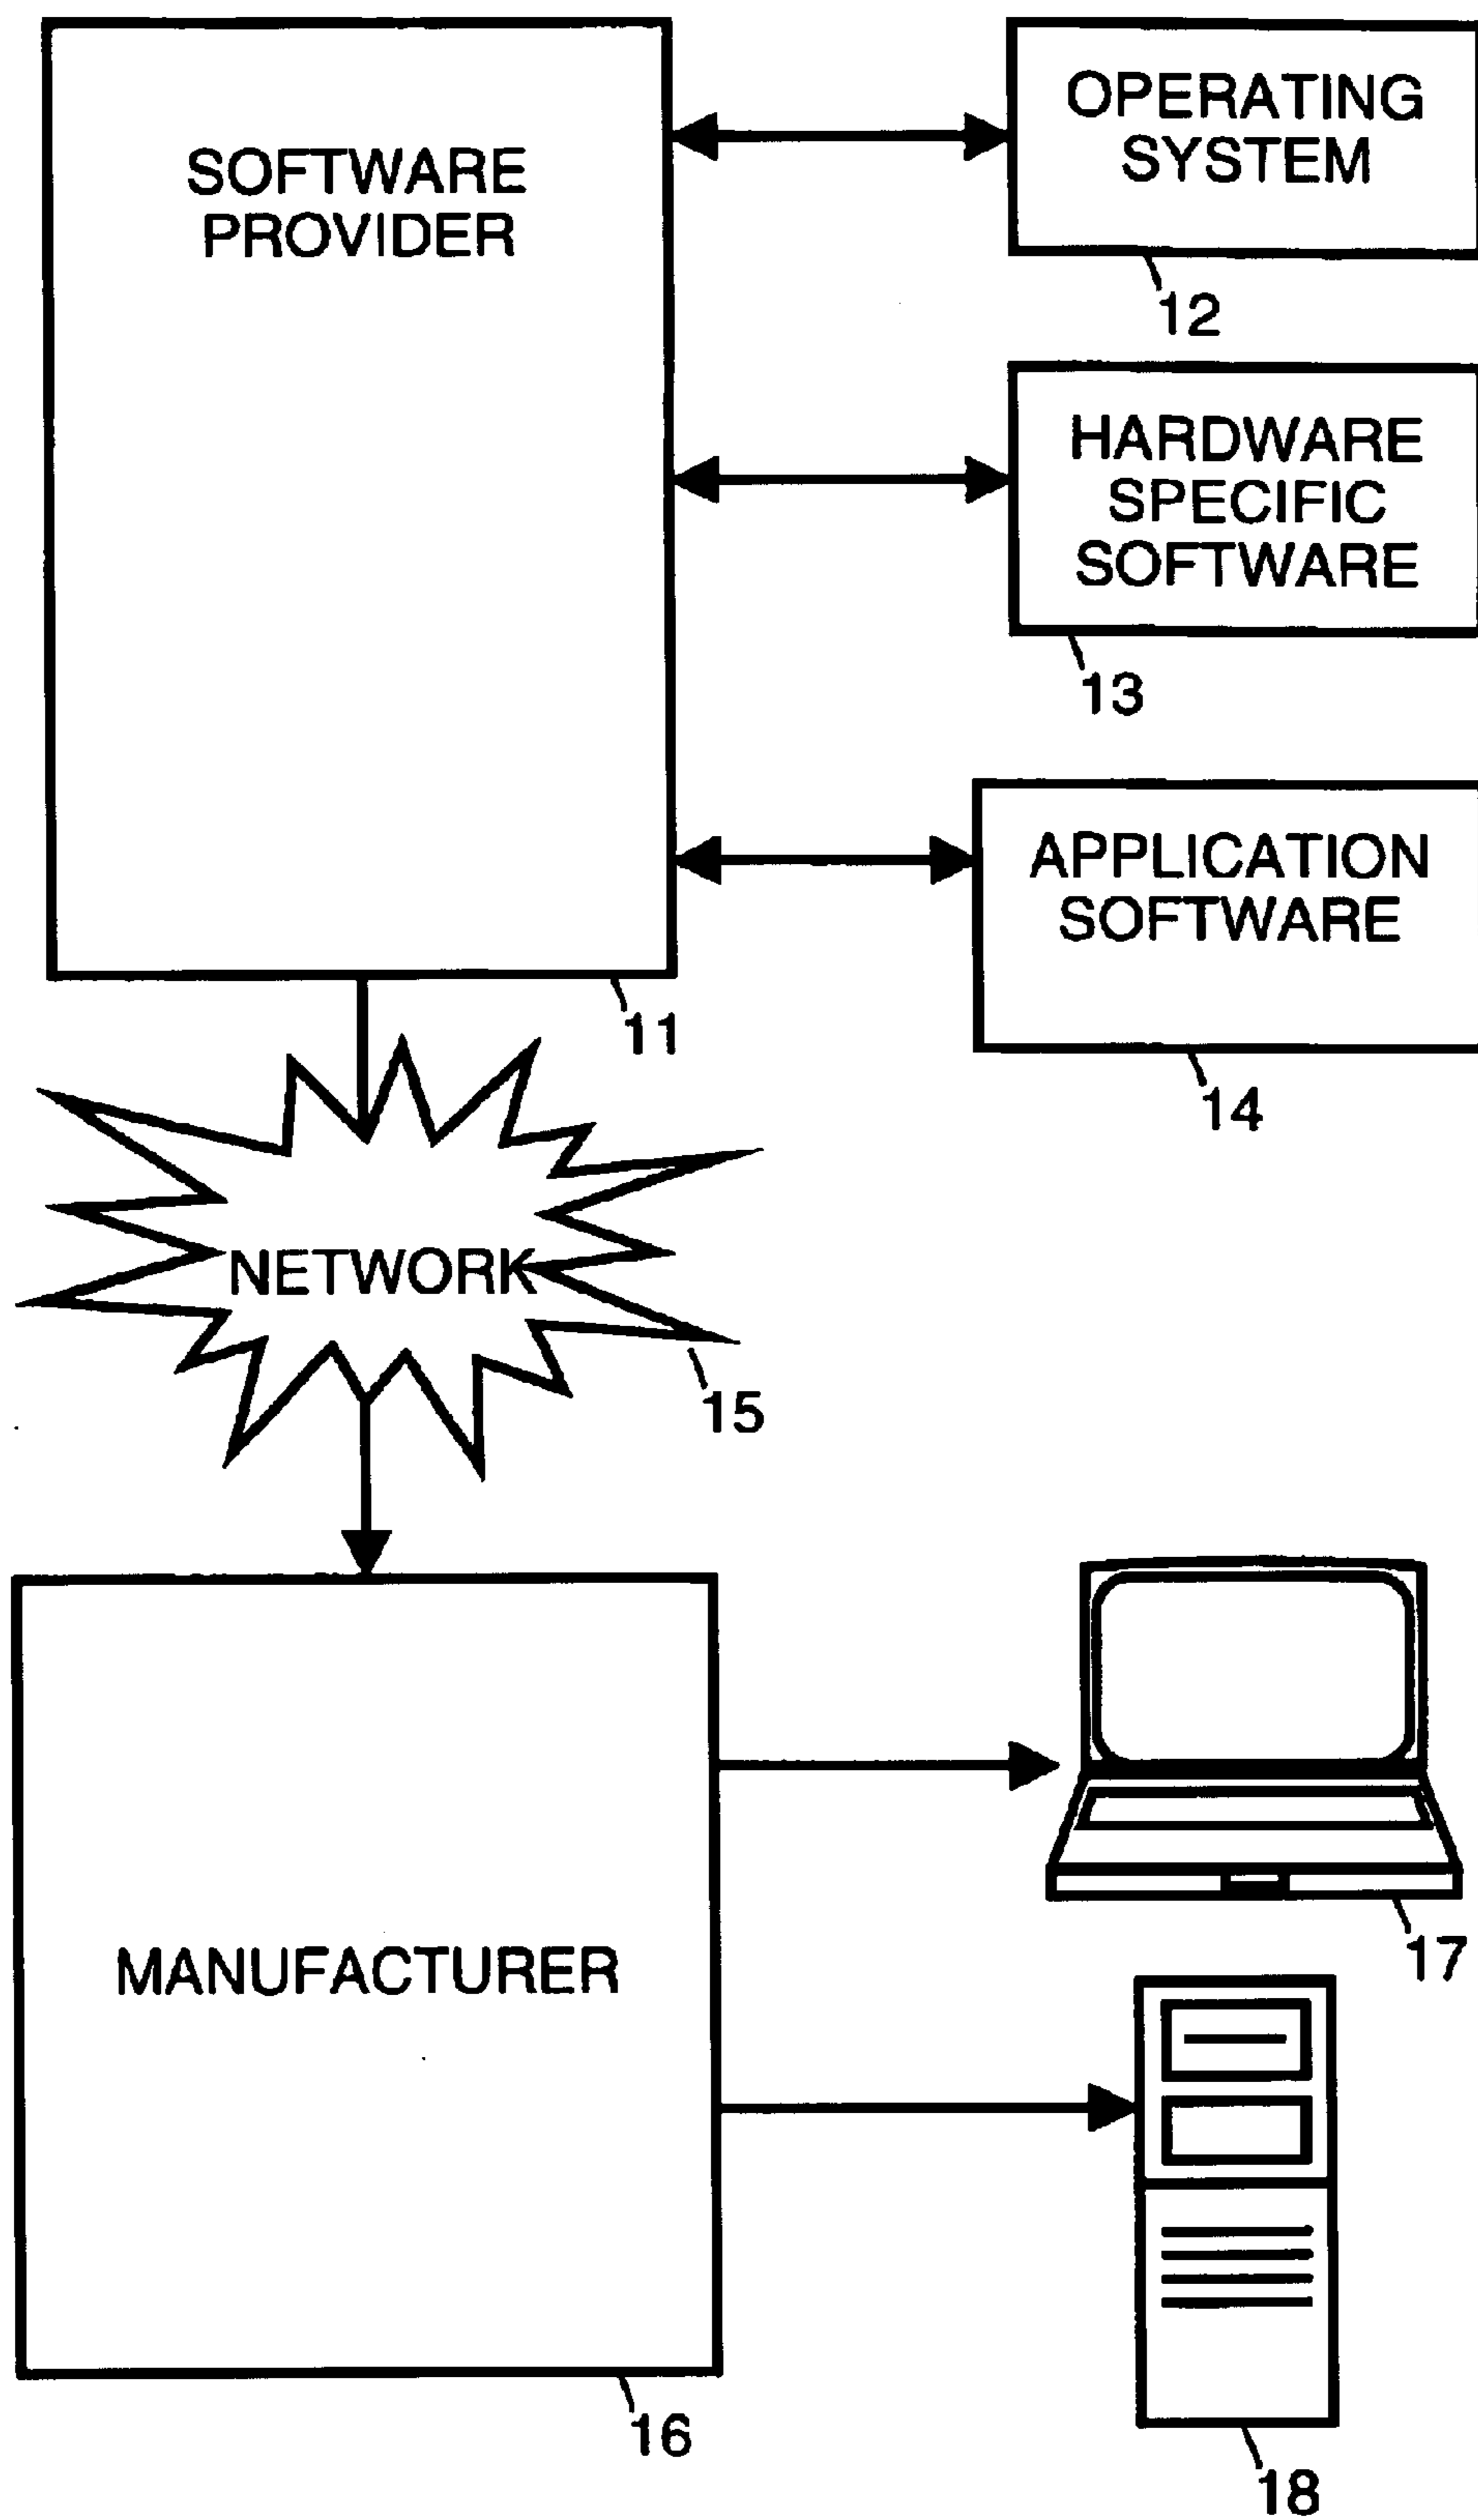 SOFTWARE
PROVIDER
OPERATING
SYSTEM
12
HARDWARE
SPECIFIC
SOFTWARE
13
APPLICATION
SOFTWARE
14
11
NETWORK
15
MANUFACTURER
16
17
18